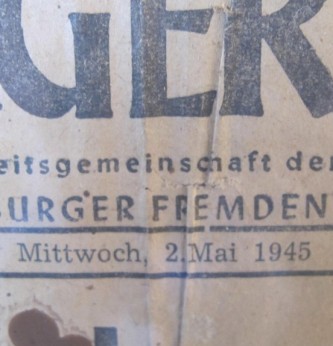 GER
eitsgemeinschaft der
BURGER FREMDEN
Mittwoch, 2. Mai 1945